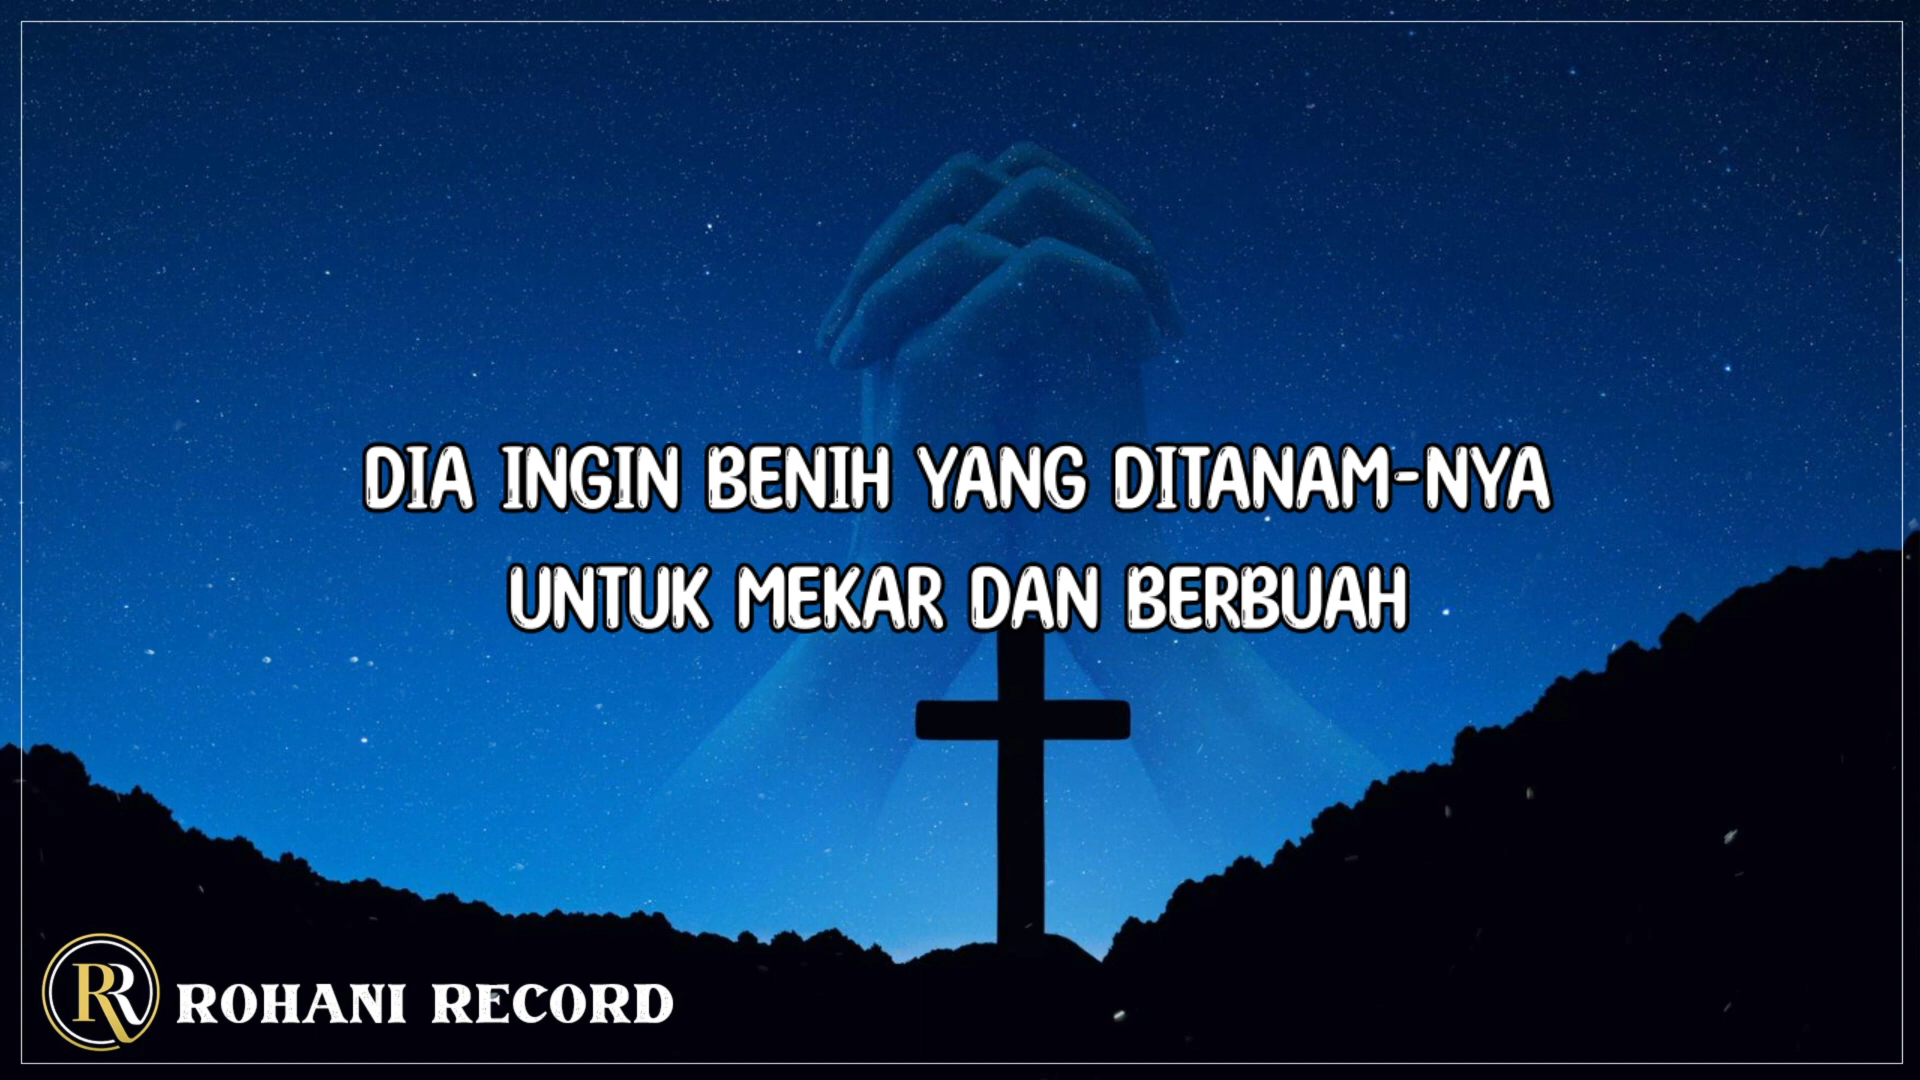 DIA INGIN BENIH YANG DITANAM-NYA
UNTUK MEKAR DAN BERBUAH
RR ROHANI RECORD